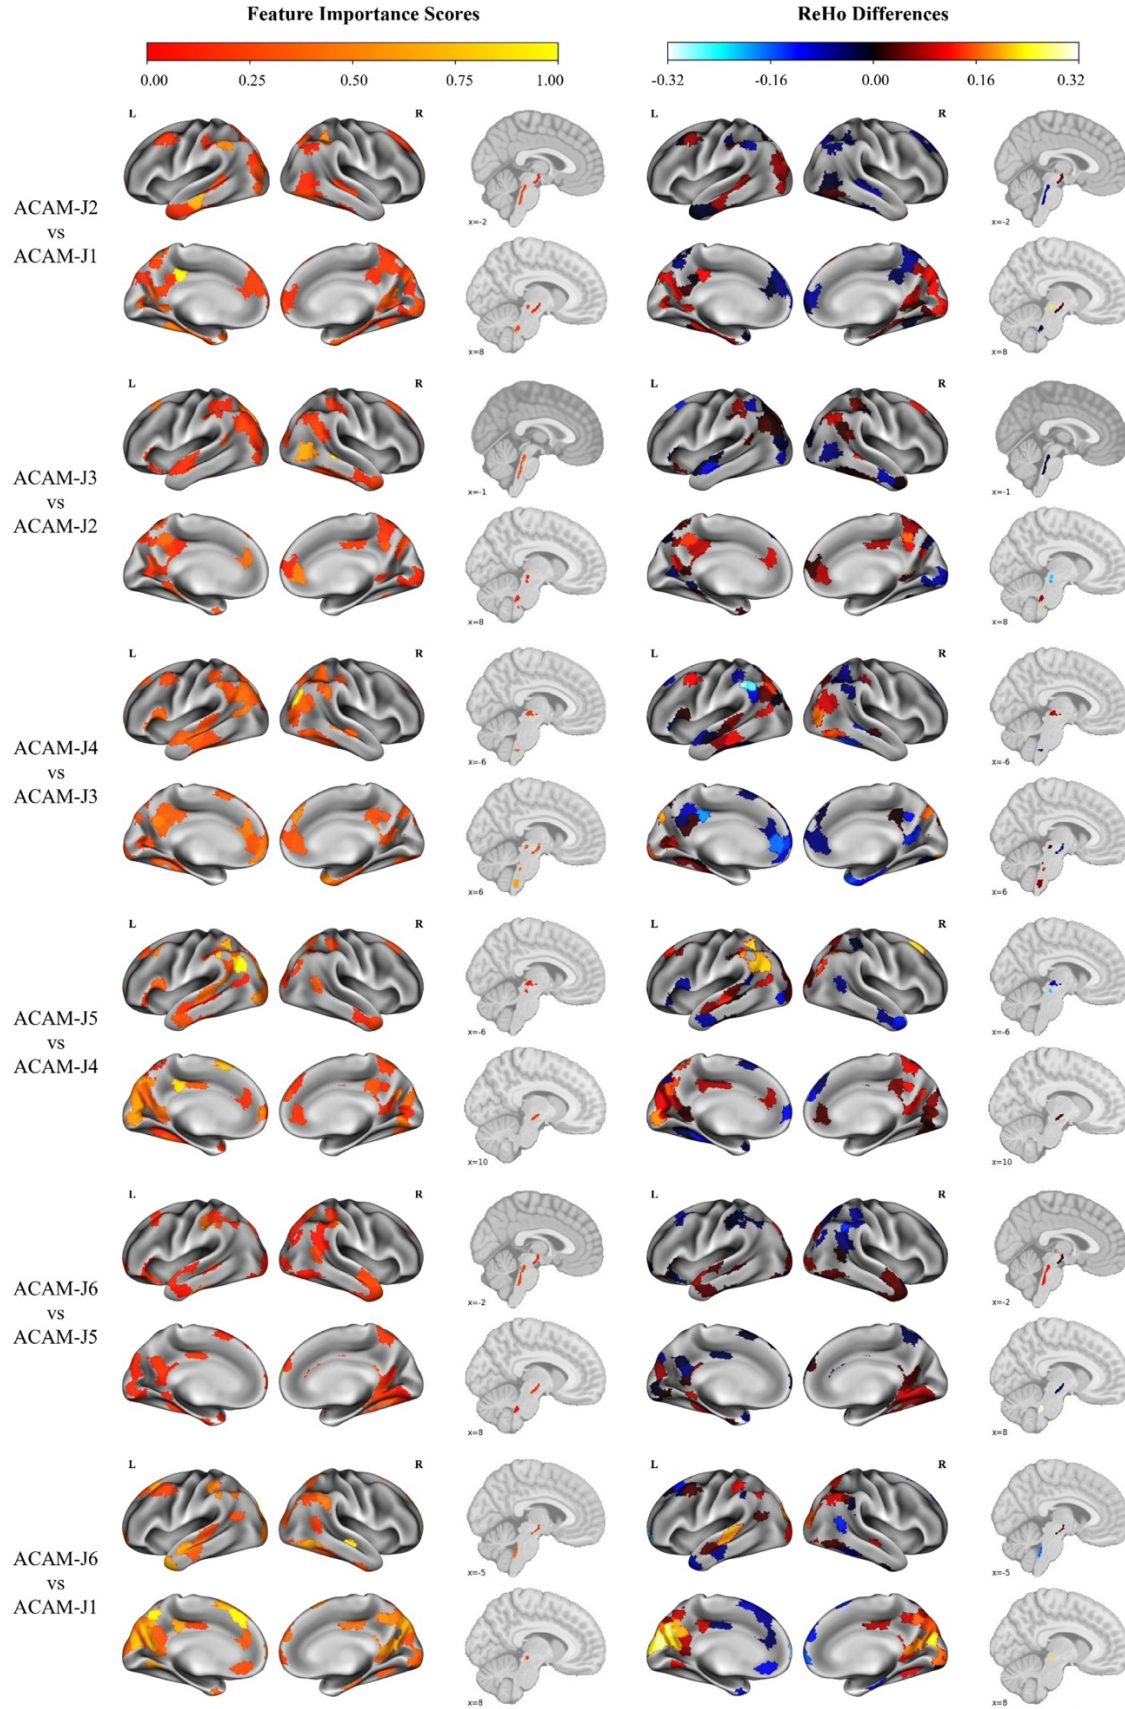 Feature Importance Scores
ReHo Differences
0.00 0.25 0.50 0.75 1.00
-0.32 -0.16 0.00 0.16 0.32
L R L R
ACAM-J2
vs
ACAM-J1
x=-2 x=-2
x=8 x=8
L R L R
ACAM-J3
vs
ACAM-J2
x=-1 x=-1
x=8 x=8
L R L R
ACAM-J4
vs
ACAM-J3
x=-6 x=-6
x=6 x=6
L R L R
ACAM-J5
vs
ACAM-J4
x=-6 x=-6
x=10 x=10
L R L R
ACAM-J6
vs
ACAM-J5
x=-2 x=-2
x=8 x=8
L R L R
ACAM-J6
vs
ACAM-J1
x=-5 x=-5
x=8 x=8